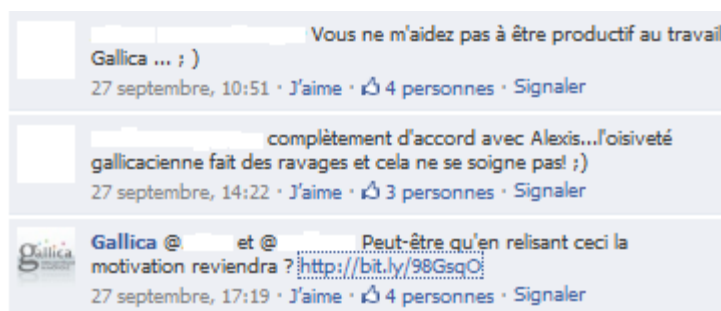 Vous ne m'aidez pas à être productif au travail
Gallica ... ; )
27 septembre, 10:51 · J'aime · 4 personnes · Signaler
complètement d'accord avec Alexis...l'oisiveté
gallicacienne fait des ravages et cela ne se soigne pas! ;)
27 septembre, 14:22 · J'aime · 3 personnes · Signaler
gallica
Gallica @ et @ Peut-être qu'en relisant ceci la
motivation reviendra ? http://bit.ly/98GsqO
27 septembre, 17:19 · J'aime · 4 personnes · Signaler